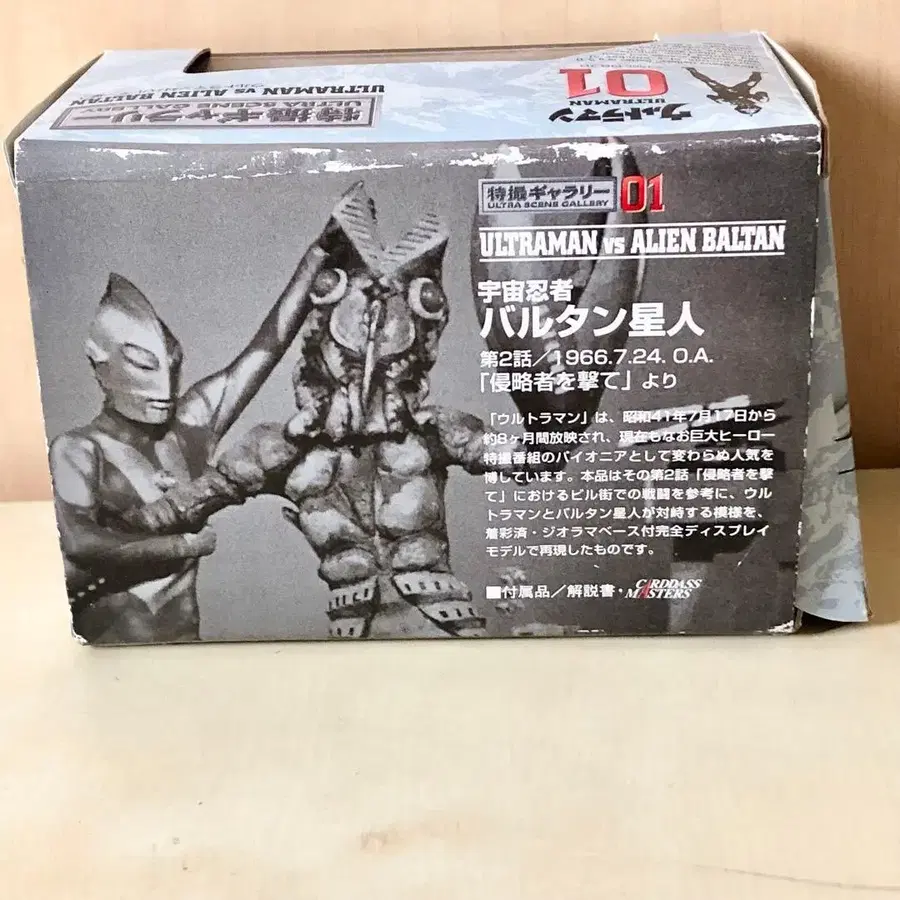 特撮ギャラリー
ULTRA SCENE GALLERY
ULTRAMAN vs ALIEN BALTAN
ウルトラマン
ULTRAMAN
01
特撮ギャラリー 01
ULTRA SCENE GALLERY
ULTRAMAN vs ALIEN BALTAN
宇宙忍者
バルタン星人
第2話/1966.7.24. O.A.
「侵略者を撃て」より
「ウルトラマン」は、昭和41年7月17日から
約8ヶ月間放映され、現在もなお巨大ヒーロー
特撮番組のパイオニアとして変わらぬ人気を
博しています。本品はその第2話「侵略者を撃
て」におけるビル街での戦闘を参考に、ウル
トラマンとバルタン星人が対峙する模様を、
着彩済・ジオラマベース付完全ディスプレイ
モデルで再現したものです。
■付属品/解説書・CARDDASS MASTERS